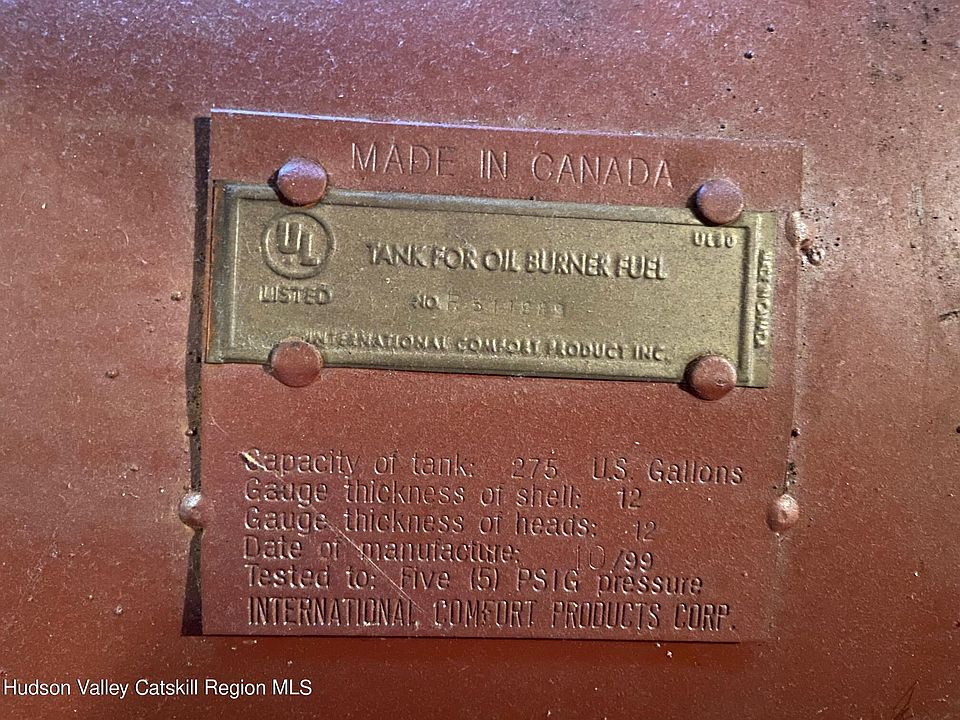 MADE IN CANADA
UL
LISTED
TANK FOR OIL BURNER FUEL
NO.
INTERNATIONAL COMFORT PRODUCT INC.
Capacity of tank: 275 U.S. Gallons
Gauge thickness of shell: 12
Gauge thickness of heads: 12
Date of manufacture: 10/99
Tested to: Five (5) PSIG pressure
INTERNATIONAL COMFORT PRODUCTS CORP.
Hudson Valley Catskill Region MLS